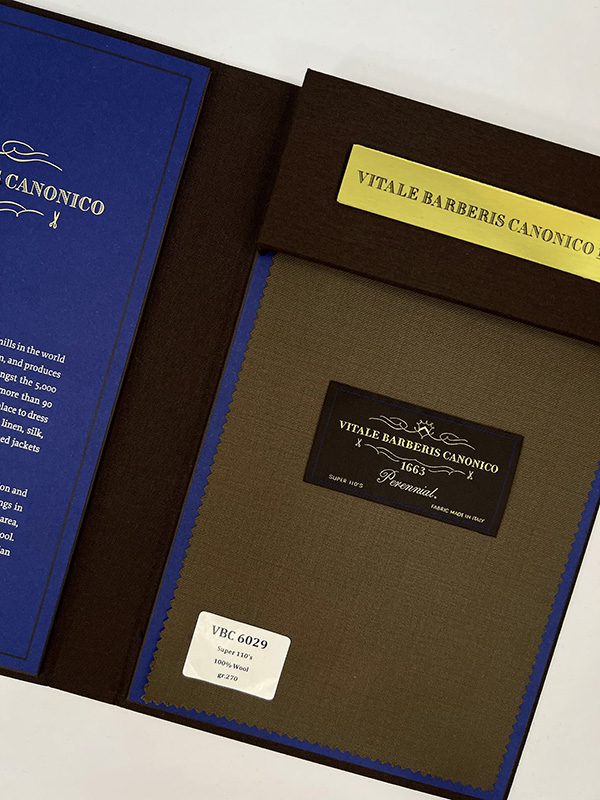 S CANONICO
mills in the world
and produces
ngst the 5,000
more than 90
place to dress
linen, silk,
ed jackets
on and
ngs in
area,
ool.
VITALE BARBERIS CANONICO
VITALE BARBERIS CANONICO
1663
Perennial.
SUPER 110'S
FABRIC MADE IN ITALY
VBC 6029
Super 110's
100% Wool
gr.270